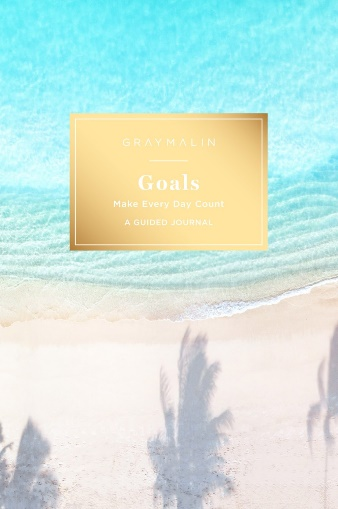 GRAYMALIN
Goals
Make Every Day Count
A GUIDED JOURNAL